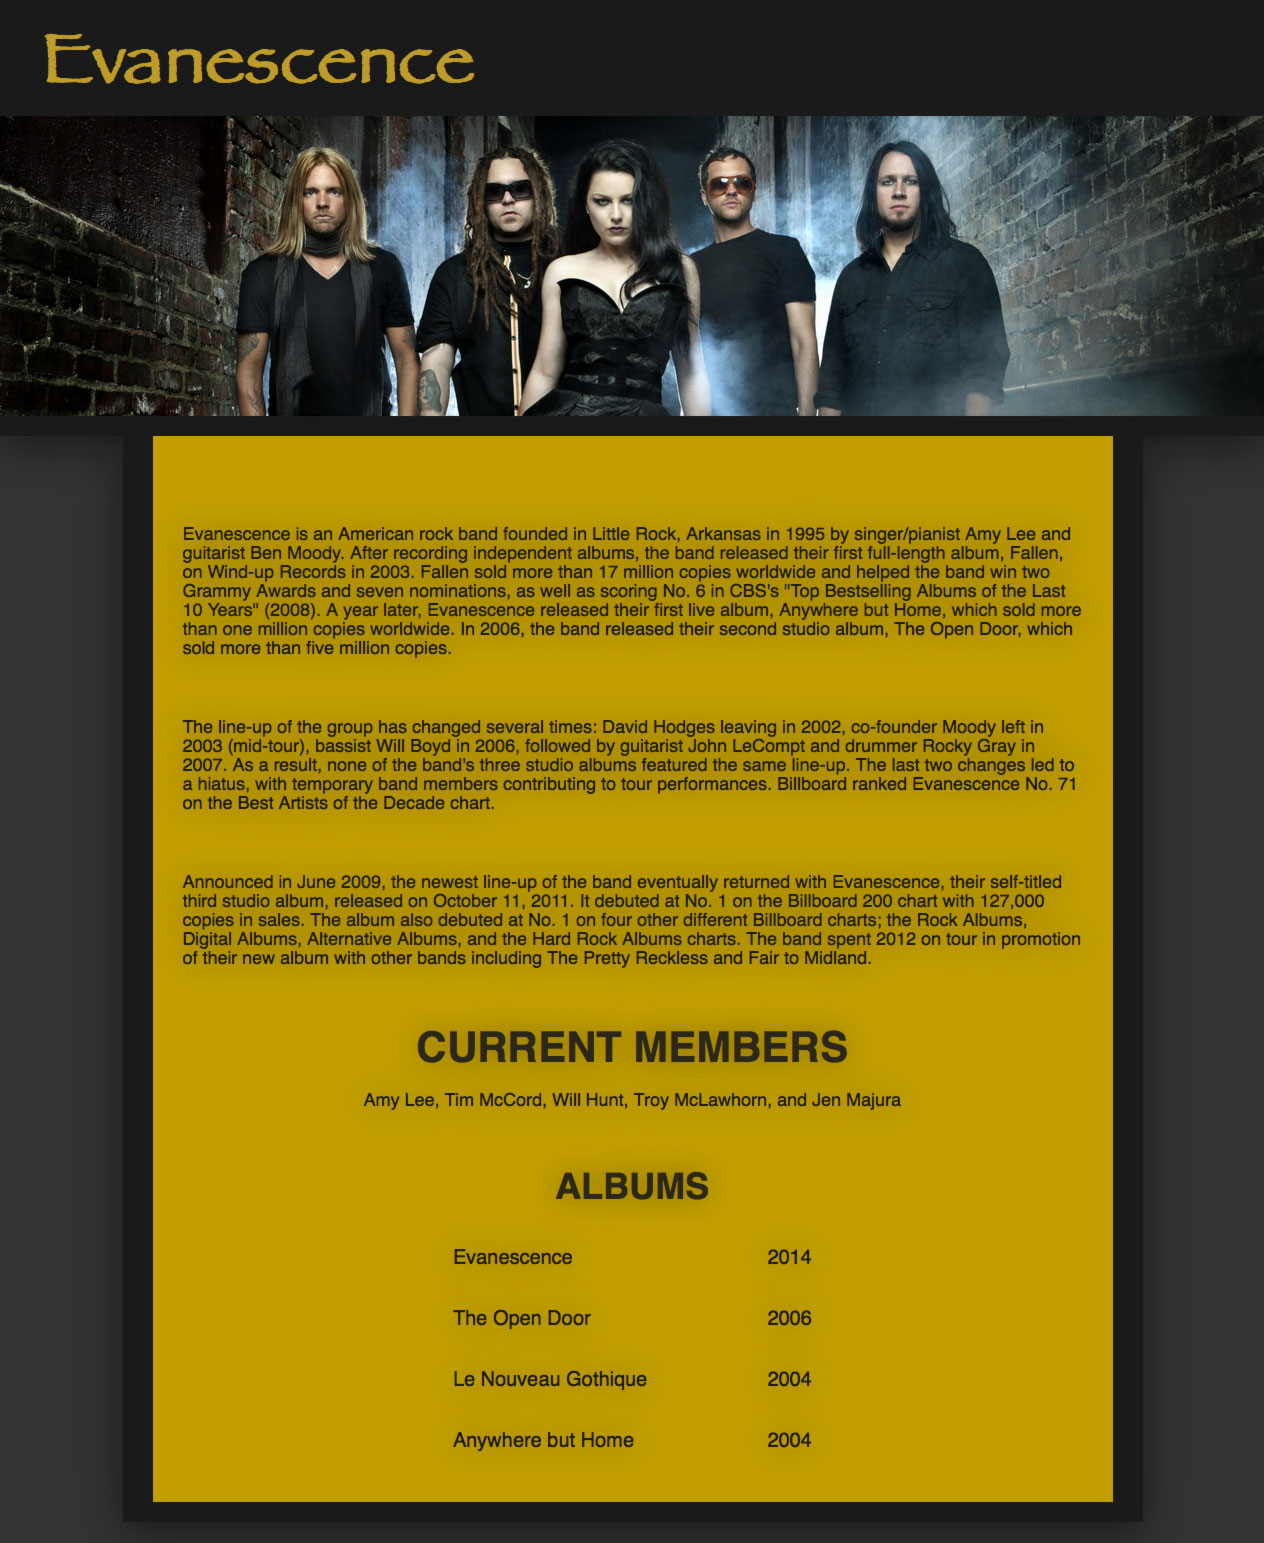 Evanescence
Evanescence is an American rock band founded in Little Rock, Arkansas in 1995 by singer/pianist Amy Lee and
guitarist Ben Moody. After recording independent albums, the band released their first full-length album, Fallen,
on Wind-up Records in 2003. Fallen sold more than 17 million copies worldwide and helped the band win two
Grammy Awards and seven nominations, as well as scoring No. 6 in CBS's "Top Bestselling Albums of the Last
10 Years" (2008). A year later, Evanescence released their first live album, Anywhere but Home, which sold more
than one million copies worldwide. In 2006, the band released their second studio album, The Open Door, which
sold more than five million copies.
The line-up of the group has changed several times: David Hodges leaving in 2002, co-founder Moody left in
2003 (mid-tour), bassist Will Boyd in 2006, followed by guitarist John LeCompt and drummer Rocky Gray in
2007. As a result, none of the band's three studio albums featured the same line-up. The last two changes led to
a hiatus, with temporary band members contributing to tour performances. Billboard ranked Evanescence No. 71
on the Best Artists of the Decade chart.
Announced in June 2009, the newest line-up of the band eventually returned with Evanescence, their self-titled
third studio album, released on October 11, 2011. It debuted at No. 1 on the Billboard 200 chart with 127,000
copies in sales. The album also debuted at No. 1 on four other different Billboard charts; the Rock Albums,
Digital Albums, Alternative Albums, and the Hard Rock Albums charts. The band spent 2012 on tour in promotion
of their new album with other bands including The Pretty Reckless and Fair to Midland.
CURRENT MEMBERS
Amy Lee, Tim McCord, Will Hunt, Troy McLawhorn, and Jen Majura
ALBUMS
Evanescence 2014
The Open Door 2006
Le Nouveau Gothique 2004
Anywhere but Home 2004